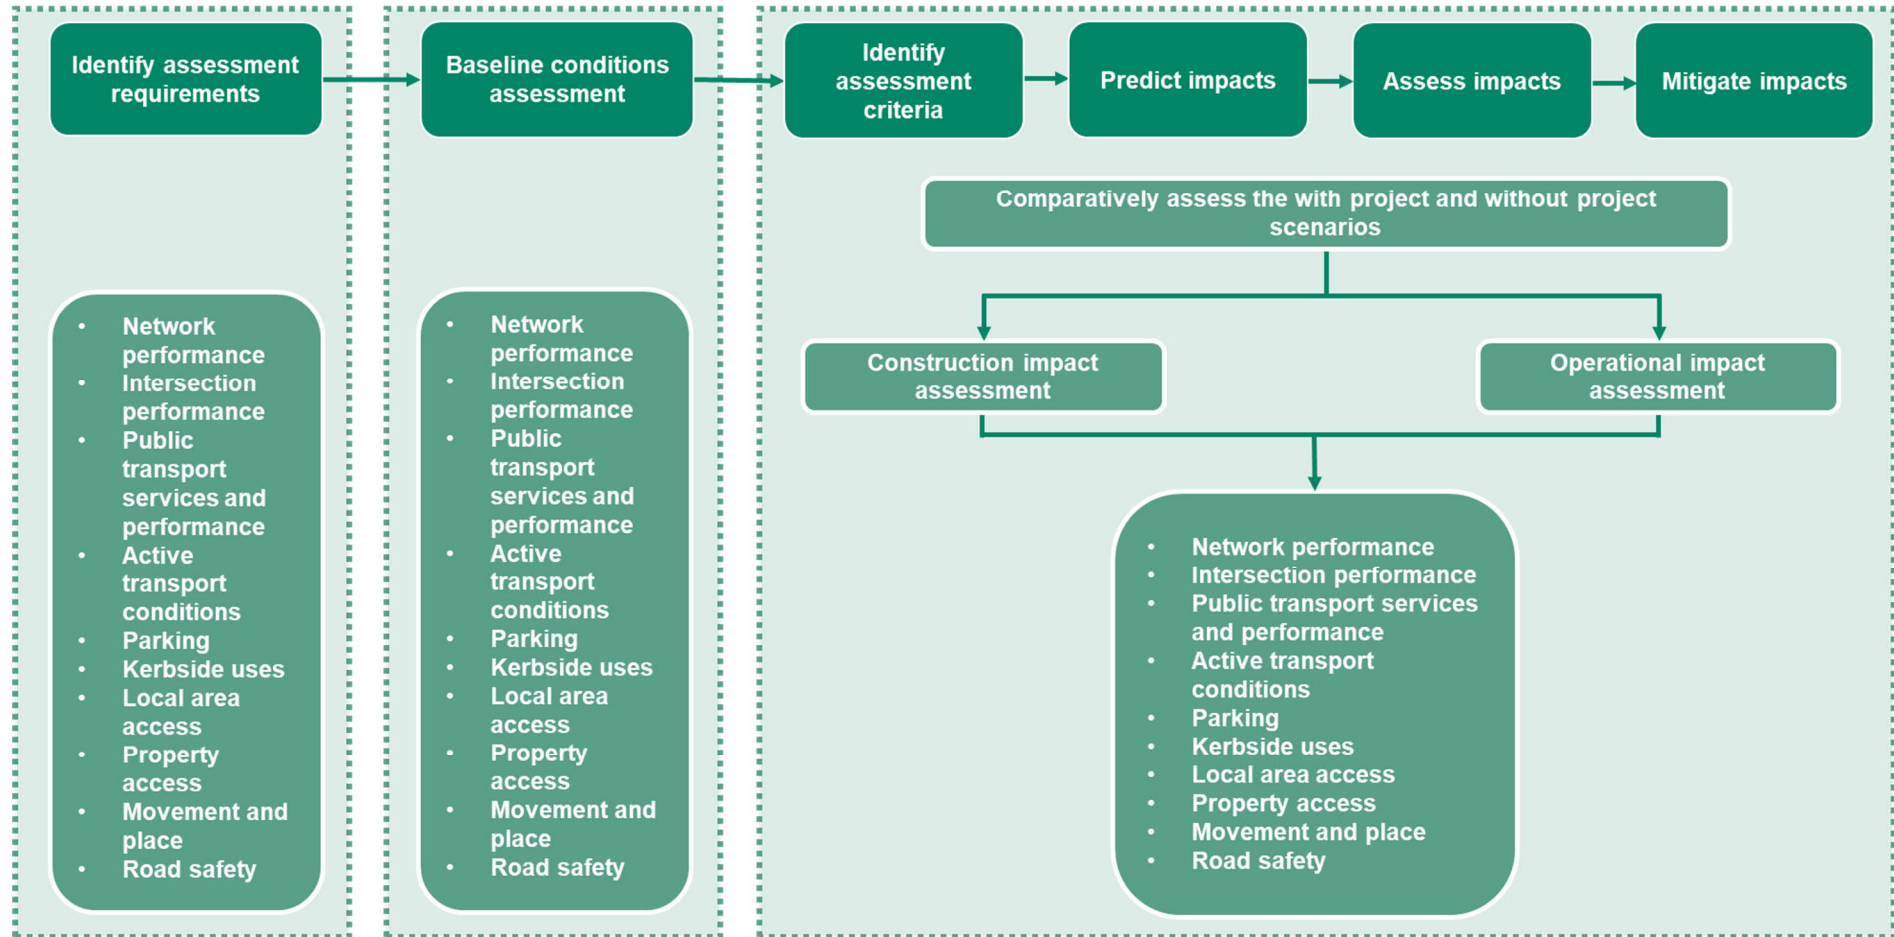 Identify assessment
requirements
Baseline conditions
assessment
Identify
assessment
criteria
Predict impacts
Assess impacts
Mitigate impacts
• Network
performance
• Intersection
performance
• Public
transport
services and
performance
• Active
transport
conditions
• Parking
• Kerbside uses
• Local area
access
• Property
access
• Movement and
place
• Road safety
• Network
performance
• Intersection
performance
• Public
transport
services and
performance
• Active
transport
conditions
• Parking
• Kerbside uses
• Local area
access
• Property
access
• Movement and
place
• Road safety
Comparatively assess the with project and without project
scenarios
Construction impact
assessment
Operational impact
assessment
• Network performance
• Intersection performance
• Public transport services
and performance
• Active transport
conditions
• Parking
• Kerbside uses
• Local area access
• Property access
• Movement and place
• Road safety